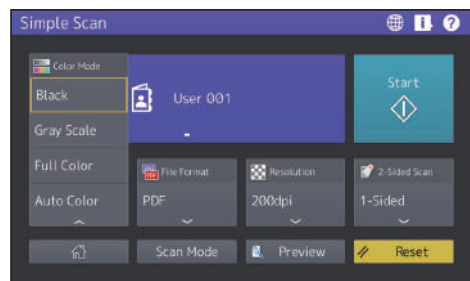 Simple Scan
Color Mode
Black
Gray Scale
Full Color
Auto Color
User 001
Start
File Format
PDF
Resolution
200dpi
2-Sided Scan
1-Sided
Scan Mode
Preview
Reset